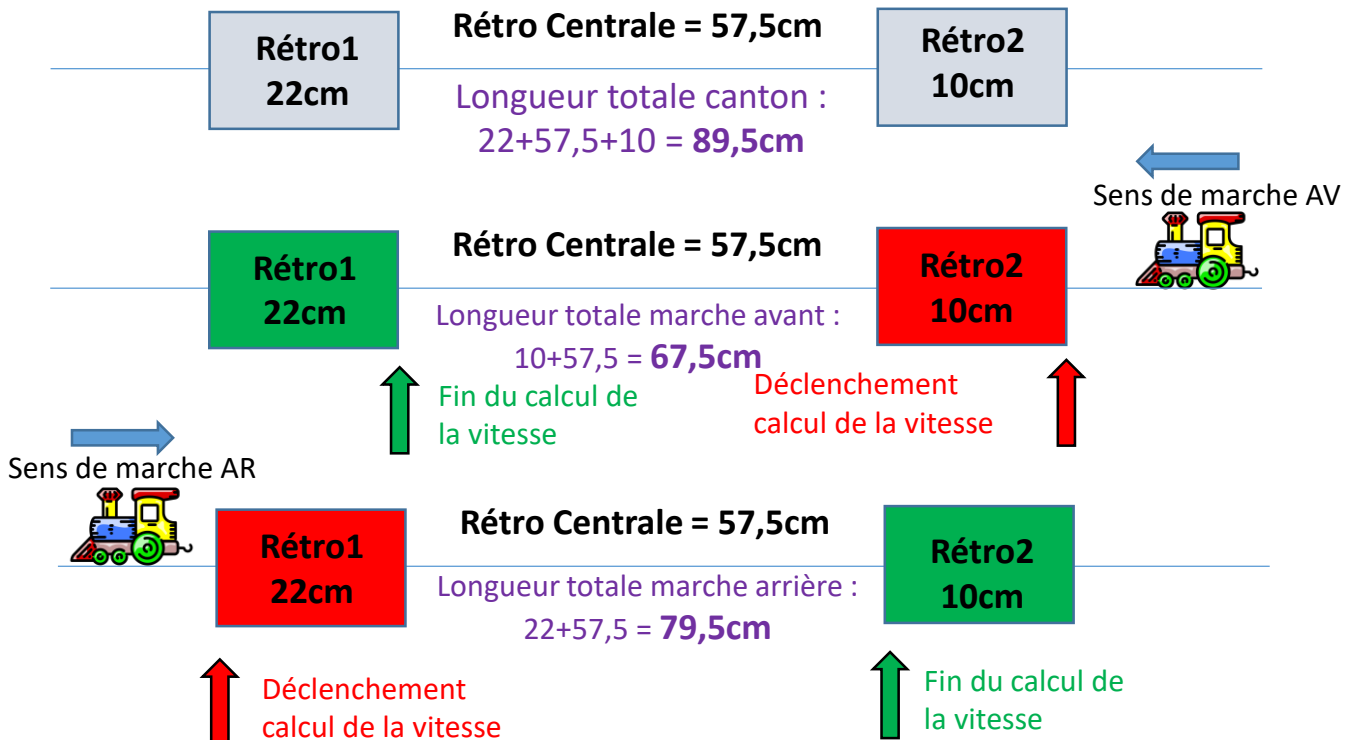 Rétro1
22cm
Rétro Centrale = 57,5cm
Rétro2
10cm
Longueur totale canton :
22+57,5+10 = 89,5cm
Sens de marche AV
Rétro1
22cm
Rétro Centrale = 57,5cm
Rétro2
10cm
Longueur totale marche avant :
10+57,5 = 67,5cm
Fin du calcul de
la vitesse
Déclenchement
calcul de la vitesse
Sens de marche AR
Rétro1
22cm
Rétro Centrale = 57,5cm
Rétro2
10cm
Longueur totale marche arrière :
22+57,5 = 79,5cm
Déclenchement
calcul de la vitesse
Fin du calcul de
la vitesse